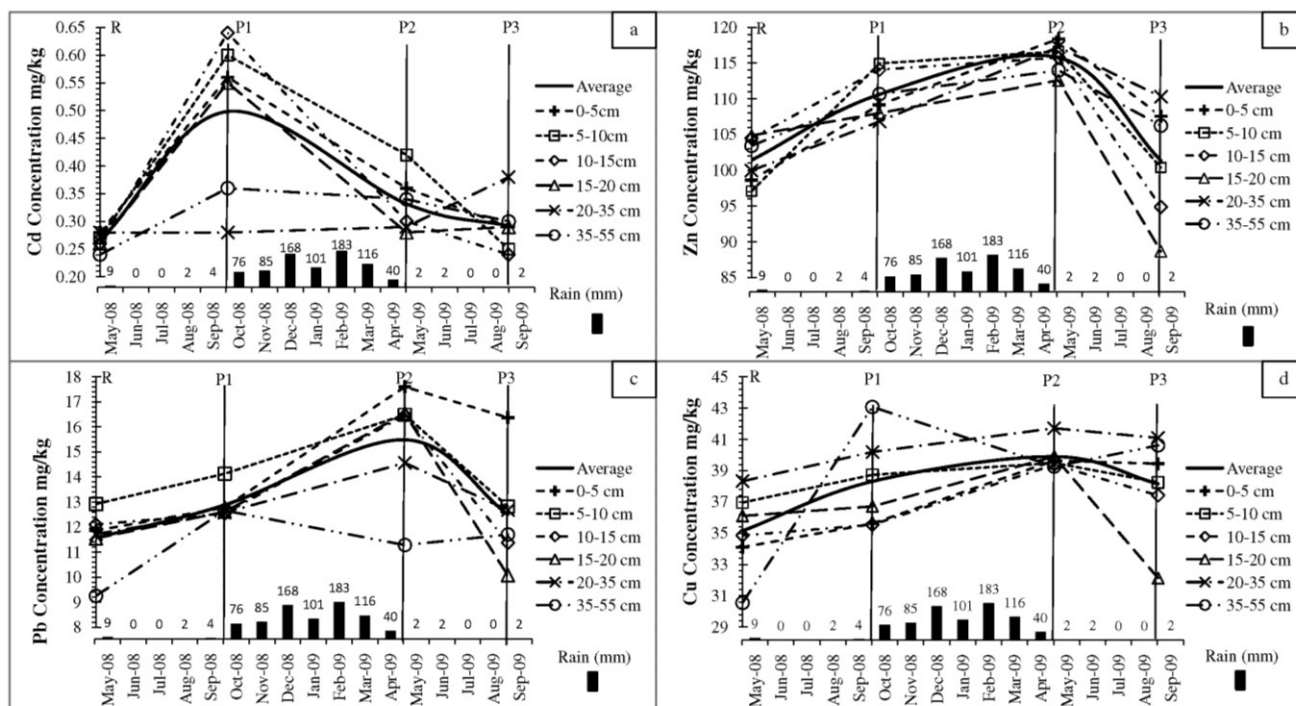 R P1 P2 P3 a
Cd Concentration mg/kg
0.65
0.60
0.55
0.50
0.45
0.40
0.35
0.30
0.25
0.20
9 0 0 2 4 76 85 168 101 183 116 40 2 2 0 0 2
May-08 Jun-08 Jul-08 Aug-08 Sep-08 Oct-08 Nov-08 Dec-08 Jan-09 Feb-09 Mar-09 Apr-09 May-09 Jun-09 Jul-09 Aug-09 Sep-09
Average
0-5cm
5-10cm
10-15cm
15-20 cm
20-35 cm
35-55 cm
Rain (mm)
R P1 P2 P3 b
Zn Concentration mg/kg
120
115
110
105
100
95
90
85
9 0 0 2 4 76 85 168 101 183 116 40 2 2 0 0 2
May-08 Jun-08 Jul-08 Aug-08 Sep-08 Oct-08 Nov-08 Dec-08 Jan-09 Feb-09 Mar-09 Apr-09 May-09 Jun-09 Jul-09 Aug-09 Sep-09
Average
0-5 cm
5-10 cm
10-15 cm
15-20 cm
20-35 cm
35-55 cm
Rain (mm)
R P1 P2 P3 c
Pb Concentration mg/kg
18
17
16
15
14
13
12
11
10
9
8
9 0 0 2 4 76 85 168 101 183 116 40 2 2 0 0 2
May-08 Jun-08 Jul-08 Aug-08 Sep-08 Oct-08 Nov-08 Dec-08 Jan-09 Feb-09 Mar-09 Apr-09 May-09 Jun-09 Jul-09 Aug-09 Sep-09
Average
0-5 cm
5-10 cm
10-15 cm
15-20 cm
20-35 cm
35-55 cm
Rain (mm)
R P1 P2 P3 d
Cu Concentration mg/kg
45
43
41
39
37
35
33
31
29
9 0 0 2 4 76 85 168 101 183 116 40 2 2 0 0 2
May-08 Jun-08 Jul-08 Aug-08 Sep-08 Oct-08 Nov-08 Dec-08 Jan-09 Feb-09 Mar-09 Apr-09 May-09 Jun-09 Jul-09 Aug-09 Sep-09
Average
0-5 cm
5-10 cm
10-15 cm
15-20 cm
20-35 cm
35-55 cm
Rain (mm)